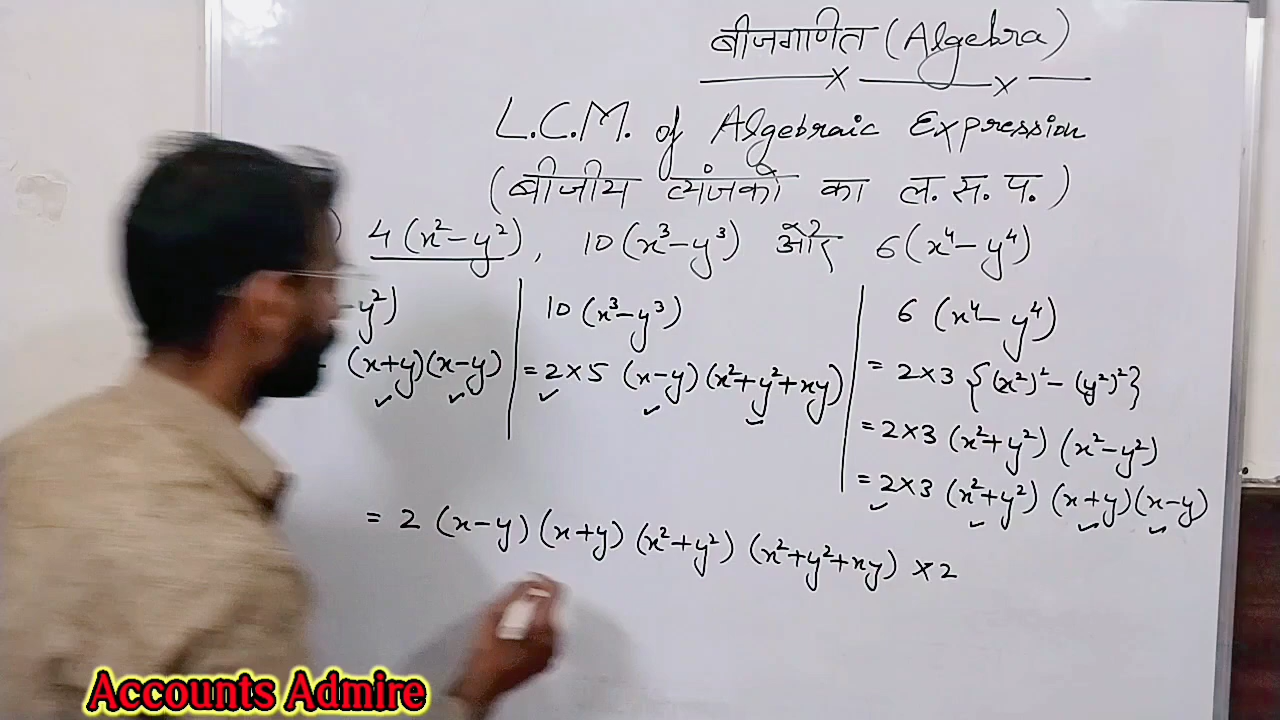 बीजगणित (Algebra)
L.C.M. of Algebraic Expression
(बीजीय व्यंजकों का ल. स. प.)
) 4 (x²-y²), 10 (x³-y³) और 6 (x⁴-y⁴)
-y²)
(x+y)(x-y)
10 (x³-y³)
= 2×5 (x-y)(x²+y²+xy)
6 (x⁴-y⁴)
= 2×3 {(x²)²-(y²)²}
= 2×3 (x²+y²) (x²-y²)
= 2×3 (x²+y²) (x+y)(x-y)
= 2 (x-y) (x+y) (x²+y²) (x²+y²+xy) ×2
Accounts Admire